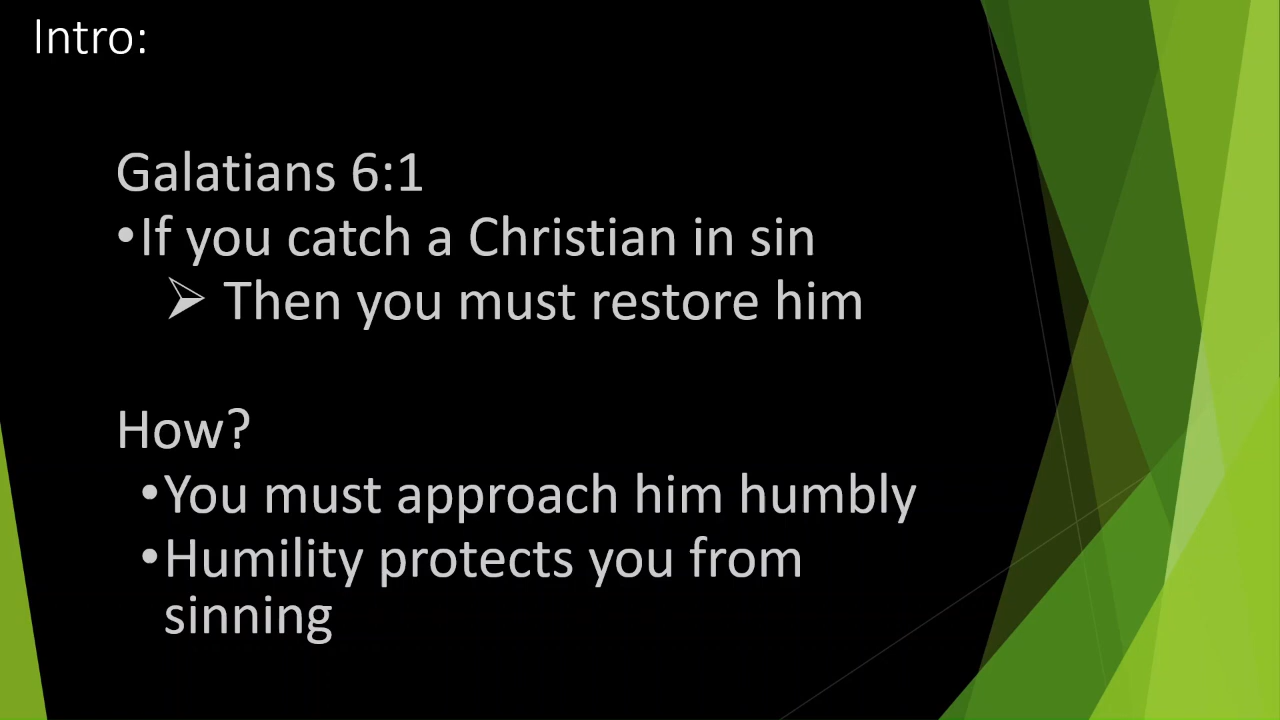 Intro:
Galatians 6:1
•If you catch a Christian in sin
➢ Then you must restore him
How?
•You must approach him humbly
•Humility protects you from
sinning